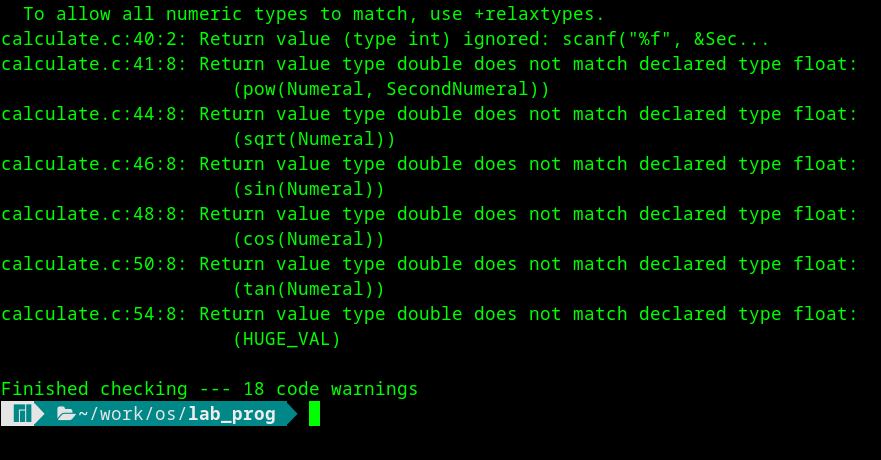 To allow all numeric types to match, use +relaxtypes.
calculate.c:40:2: Return value (type int) ignored: scanf("%f", &Sec...
calculate.c:41:8: Return value type double does not match declared type float:
(pow(Numeral, SecondNumeral))
calculate.c:44:8: Return value type double does not match declared type float:
(sqrt(Numeral))
calculate.c:46:8: Return value type double does not match declared type float:
(sin(Numeral))
calculate.c:48:8: Return value type double does not match declared type float:
(cos(Numeral))
calculate.c:50:8: Return value type double does not match declared type float:
(tan(Numeral))
calculate.c:54:8: Return value type double does not match declared type float:
(HUGE_VAL)
Finished checking --- 18 code warnings
~/work/os/lab_prog